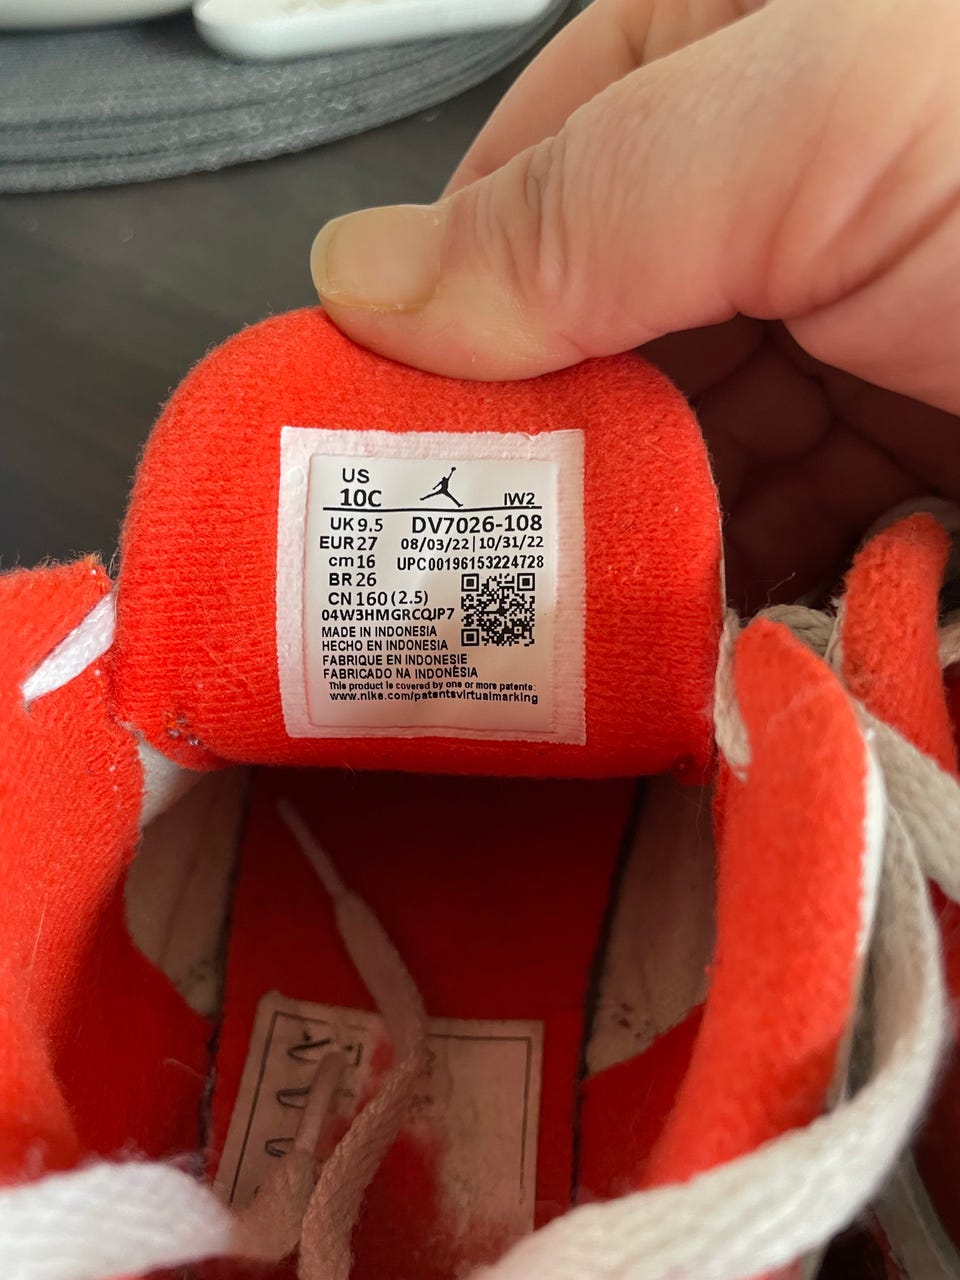 US
10C
IW2
UK 9.5 DV7026-108
EUR 27 08/03/22|10/31/22
cm 16 UPC 00196153224728
BR 26
CN 160 (2.5)
04W3HMGRCQJP7
MADE IN INDONESIA
HECHO EN INDONESIA
FABRIQUE EN INDONESIE
FABRICADO NA INDONÉSIA
This product is covered by one or more patents:
www.nike.com/patentsvirtualmarking